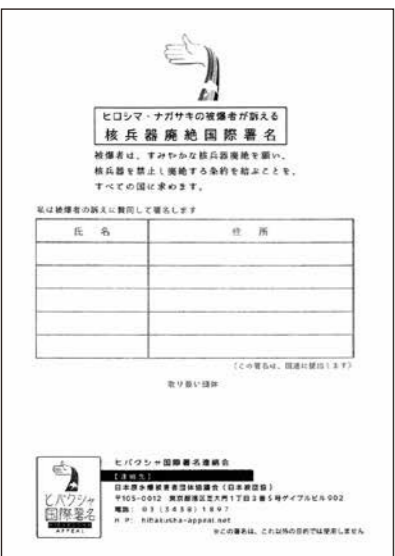 ヒロシマ・ナガサキの被爆者が訴える
核兵器廃絶国際署名
被爆者は、すみやかな核兵器廃絶を願い、
核兵器を禁止し廃絶する条約を結ぶことを、
すべての国に求めます。
私は被爆者の訴えに賛同して署名します
氏 名 住 所
(この署名は、国連に提出します)
取り扱い団体
ヒバクシャ国際署名連絡会
【連絡先】
日本原水爆被害者団体協議会(日本被団協)
〒105-0012 東京都港区芝大門1丁目3番5号ゲイブルビル902
電話: 03(3438)1897
H P: hibakusha-appeal.net
※この署名は、これ以外の目的では使用しません
ヒバクシャ
国際署名
HIBAKUSHA
APPEAL